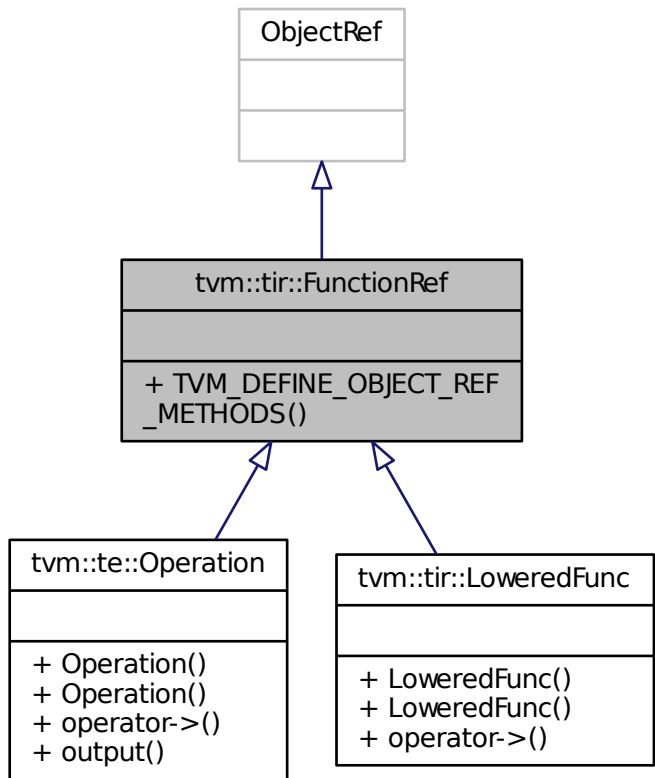 ObjectRef
tvm::tir::FunctionRef
+ TVM_DEFINE_OBJECT_REF
_METHODS()
tvm::te::Operation
+ Operation()
+ Operation()
+ operator->()
+ output()
tvm::tir::LoweredFunc
+ LoweredFunc()
+ LoweredFunc()
+ operator->()